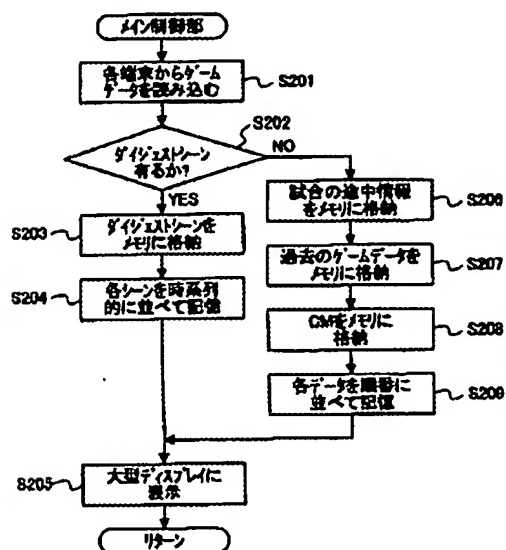 メイン制御部
各端末からゲーム
データを読み込む
S201
S202
ダイジェストシーン
有るか?
NO
YES
S203
ダイジェストシーンを
メモリに格納
S204
各シーンを時系列
的に並べて記憶
試合の途中情報
をメモリに格納
S206
過去のゲームデータを
メモリに格納
S207
CMをメモリに
格納
S208
各データを順番に
並べて記憶
S209
S205
大型ディスプレイに
表示
リターン